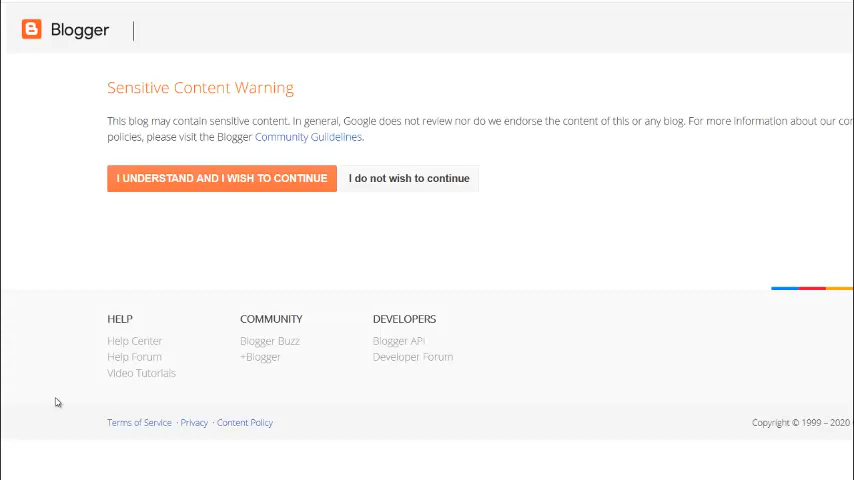 Blogger
Sensitive Content Warning
This blog may contain sensitive content. In general, Google does not review nor do we endorse the content of this or any blog. For more information about our con
policies, please visit the Blogger Community Guildelines.
I UNDERSTAND AND I WISH TO CONTINUE I do not wish to continue
HELP COMMUNITY DEVELOPERS
Help Center Blogger Buzz Blogger API
Help Forum +Blogger Developer Forum
Video Tutorials
Terms of Service · Privacy · Content Policy Copyright © 1999 – 2020